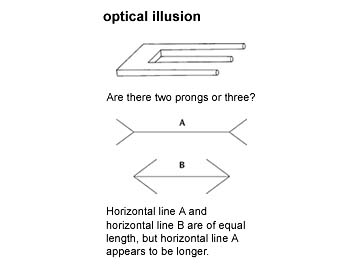 optical illusion
Are there two prongs or three?
A
B
Horizontal line A and
horizontal line B are of equal
length, but horizontal line A
appears to be longer.